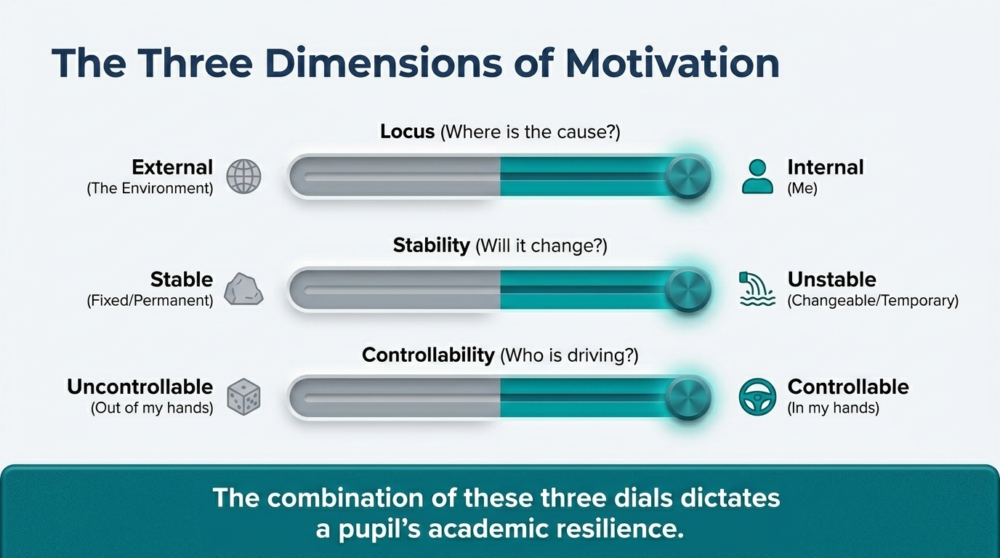 The Three Dimensions of Motivation
Locus (Where is the cause?)
External
(The Environment)
Internal
(Me)
Stability (Will it change?)
Stable
(Fixed/Permanent)
Unstable
(Changeable/Temporary)
Controllability (Who is driving?)
Uncontrollable
(Out of my hands)
Controllable
(In my hands)
The combination of these three dials dictates
a pupil’s academic resilience.